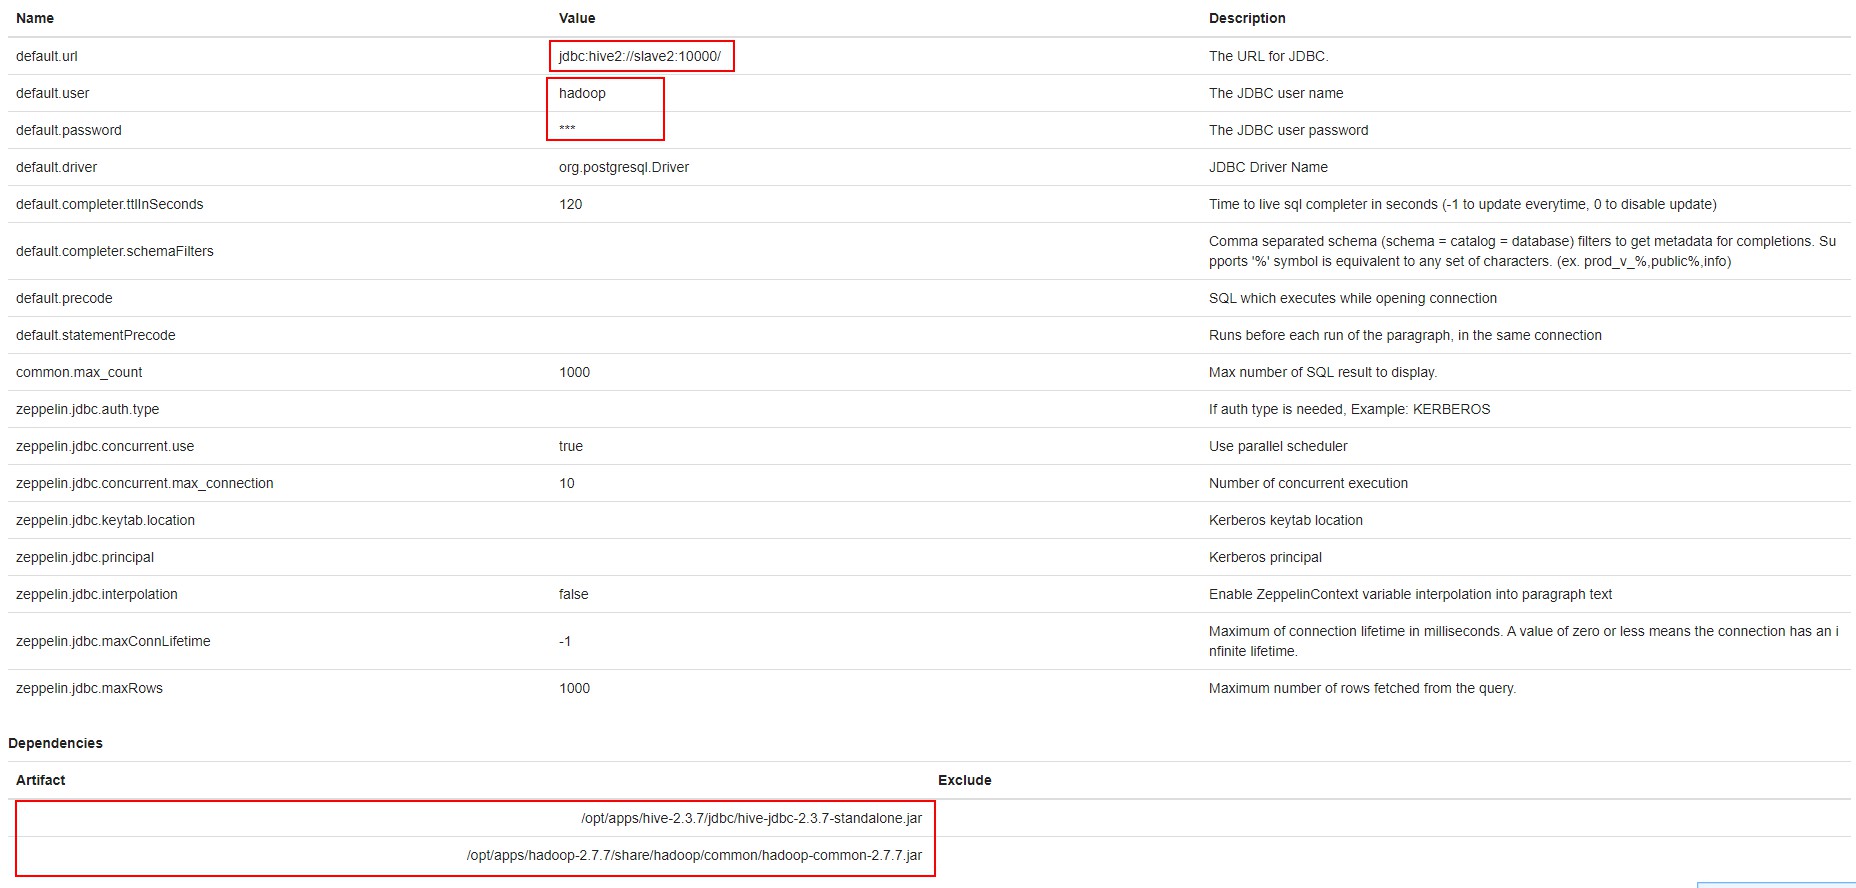 Name Value Description
default.url jdbc:hive2://slave2:10000/ The URL for JDBC.
default.user hadoop The JDBC user name
default.password *** The JDBC user password
default.driver org.postgresql.Driver JDBC Driver Name
default.completer.ttlInSeconds 120 Time to live sql completer in seconds (-1 to update everytime, 0 to disable update)
default.completer.schemaFilters Comma separated schema (schema = catalog = database) filters to get metadata for completions. Su
pports '%' symbol is equivalent to any set of characters. (ex. prod_v_%,public%,info)
default.precode SQL which executes while opening connection
default.statementPrecode Runs before each run of the paragraph, in the same connection
common.max_count 1000 Max number of SQL result to display.
zeppelin.jdbc.auth.type If auth type is needed, Example: KERBEROS
zeppelin.jdbc.concurrent.use true Use parallel scheduler
zeppelin.jdbc.concurrent.max_connection 10 Number of concurrent execution
zeppelin.jdbc.keytab.location Kerberos keytab location
zeppelin.jdbc.principal Kerberos principal
zeppelin.jdbc.interpolation false Enable ZeppelinContext variable interpolation into paragraph text
zeppelin.jdbc.maxConnLifetime -1 Maximum of connection lifetime in milliseconds. A value of zero or less means the connection has an i
nfinite lifetime.
zeppelin.jdbc.maxRows 1000 Maximum number of rows fetched from the query.
Dependencies
Artifact Exclude
/opt/apps/hive-2.3.7/jdbc/hive-jdbc-2.3.7-standalone.jar
/opt/apps/hadoop-2.7.7/share/hadoop/common/hadoop-common-2.7.7.jar